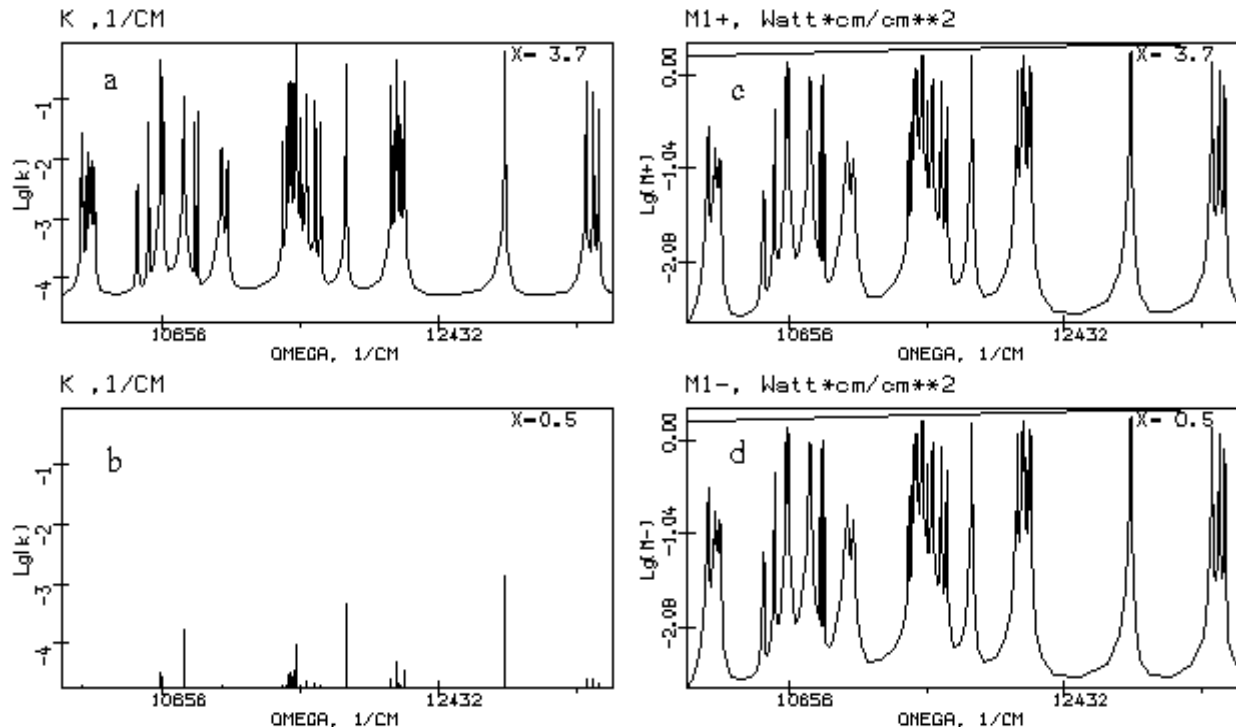 K ,1/CM
X= 3.7
a
-1
-2
-3
-4
Lg(k)
10656
12432
OMEGA, 1/CM
M1+, Watt*cm/cm**2
X= 3.7
c
0.00
-1.04
-2.08
Lg(M+)
10656
12432
OMEGA, 1/CM
K ,1/CM
X=0.5
b
-1
-2
-3
-4
Lg(k)
10656
12432
OMEGA, 1/CM
M1-, Watt*cm/cm**2
X= 0.5
d
0.00
-1.04
-2.08
Lg(M-)
10656
12432
OMEGA, 1/CM